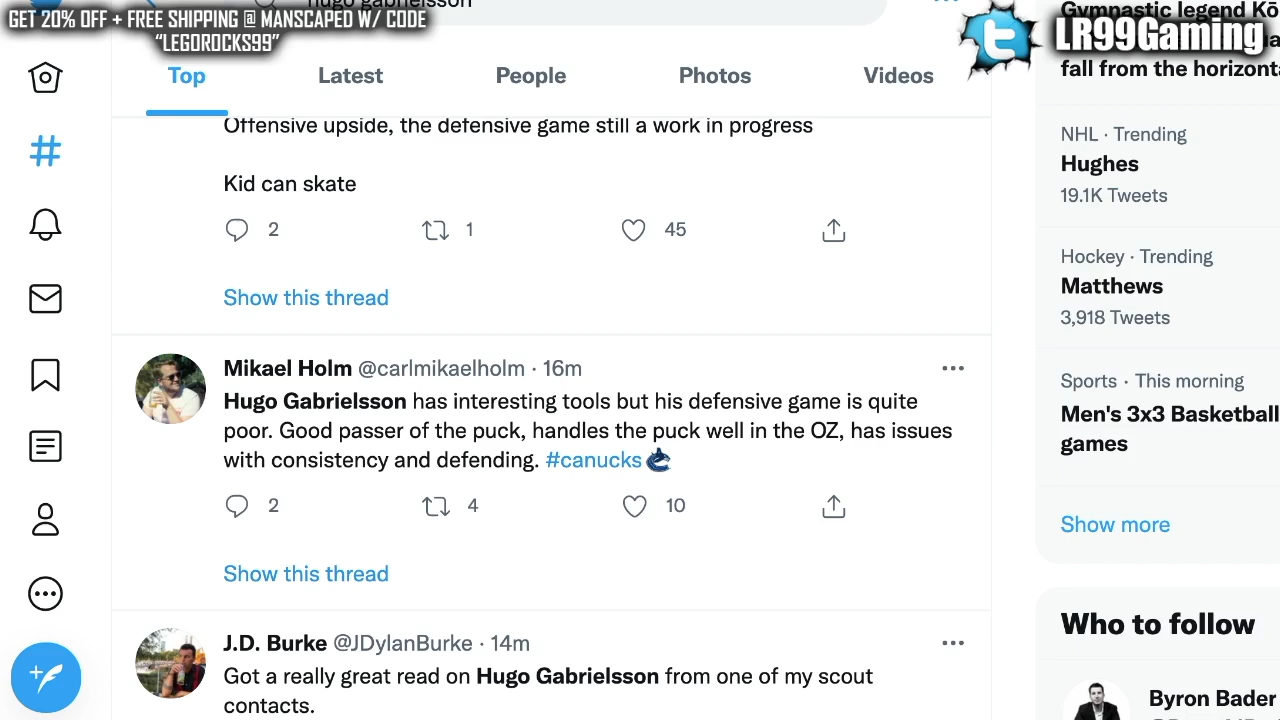 GET 20% OFF + FREE SHIPPING @ MANSCAPED W/ CODE
"LEGOROCKS99"
hugo gabrielsson
LR99Gaming
Top
Latest
People
Photos
Videos
Offensive upside, the defensive game still a work in progress
Kid can skate
2
1
45
Show this thread
Mikael Holm @carlmikaelholm · 16m
Hugo Gabrielsson has interesting tools but his defensive game is quite
poor. Good passer of the puck, handles the puck well in the OZ, has issues
with consistency and defending. #canucks
2
4
10
Show this thread
J.D. Burke @JDylanBurke · 14m
Got a really great read on Hugo Gabrielsson from one of my scout
contacts.
Gymnastic legend Kō
fall from the horizonta
NHL · Trending
Hughes
19.1K Tweets
Hockey · Trending
Matthews
3,918 Tweets
Sports · This morning
Men's 3x3 Basketball
games
Show more
Who to follow
Byron Bader